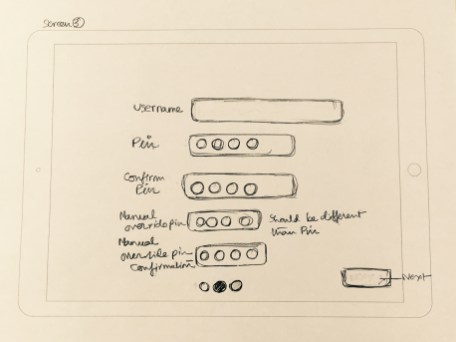 Screen 3
Username
Pin
Confirm
Pin
Manual
override pin
Should be different
than Pin
Manual
override pin
Confirmation
Next